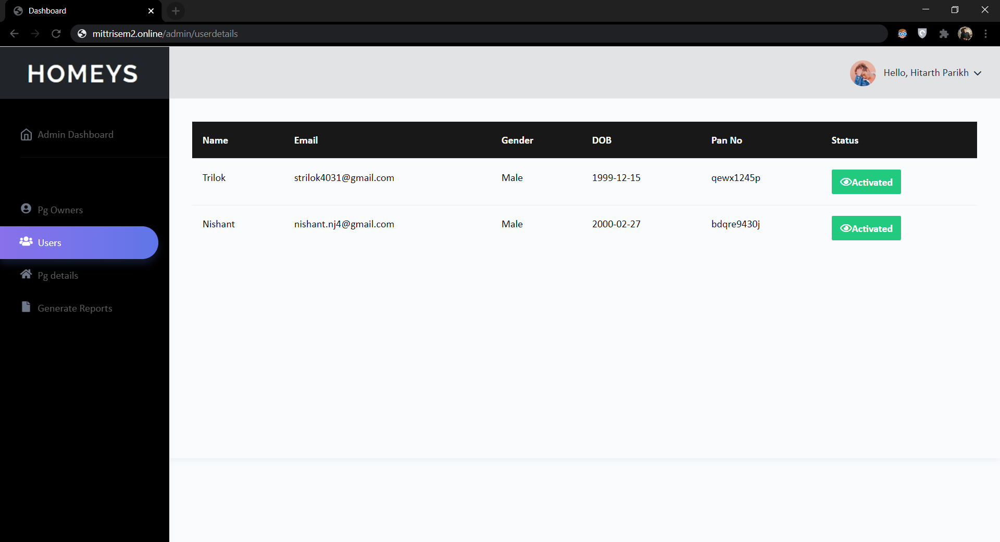 Dashboard
mittrisem2.online/admin/userdetails
HOMEYS
Hello, Hitarth Parikh
Admin Dashboard
Pg Owners
Users
Pg details
Generate Reports
Name Email Gender DOB Pan No Status
Trilok strilok4031@gmail.com Male 1999-12-15 qewx1245p Activated
Nishant nishant.nj4@gmail.com Male 2000-02-27 bdqre9430j Activated